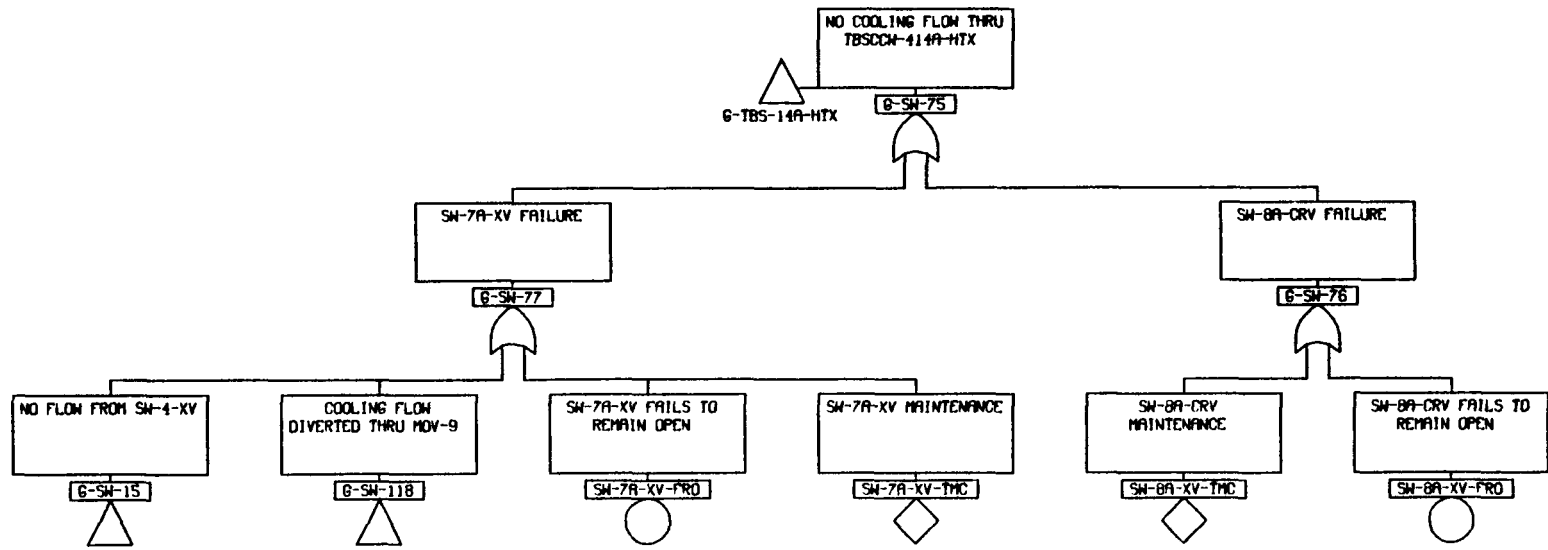 NO COOLING FLOW THRU
TBSCCW-414A-HTX
G-TBS-14A-HTX
G-SW-75
SW-7A-XV FAILURE
SW-8A-CRV FAILURE
G-SW-77
G-SW-76
NO FLOW FROM SW-4-XV
COOLING FLOW
DIVERTED THRU MOV-9
SW-7A-XV FAILS TO
REMAIN OPEN
SW-7A-XV MAINTENANCE
SW-8A-CRV
MAINTENANCE
SW-8A-CRV FAILS TO
REMAIN OPEN
G-SW-15
G-SW-118
SW-7A-XV-FRO
SW-7A-XV-TMC
SW-8A-XV-TMC
SW-8A-XV-FRO